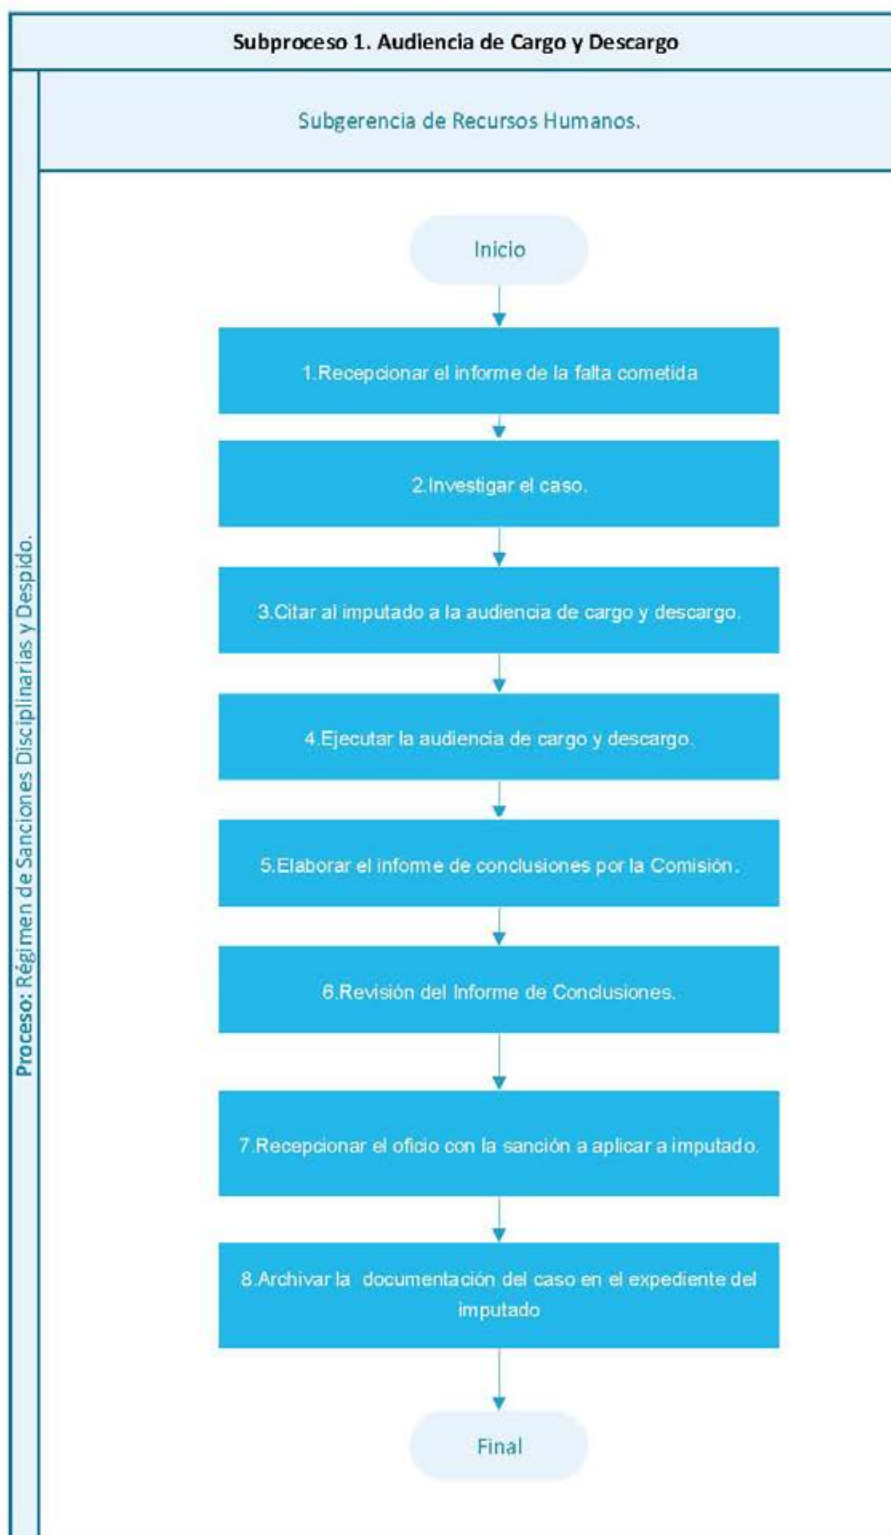 Subproceso 1. Audiencia de Cargo y Descargo
Subgerencia de Recursos Humanos.
Proceso: Régimen de Sanciones Disciplinarias y Despido.
Inicio
1.Recepcionar el informe de la falta cometida
2.Investigar el caso.
3.Citar al imputado a la audiencia de cargo y descargo.
4.Ejecutar la audiencia de cargo y descargo.
5.Elaborar el informe de conclusiones por la Comisión.
6.Revisión del Informe de Conclusiones.
7.Recepcionar el oficio con la sanción a aplicar a imputado.
8.Archivar la documentación del caso en el expediente del
imputado
Final